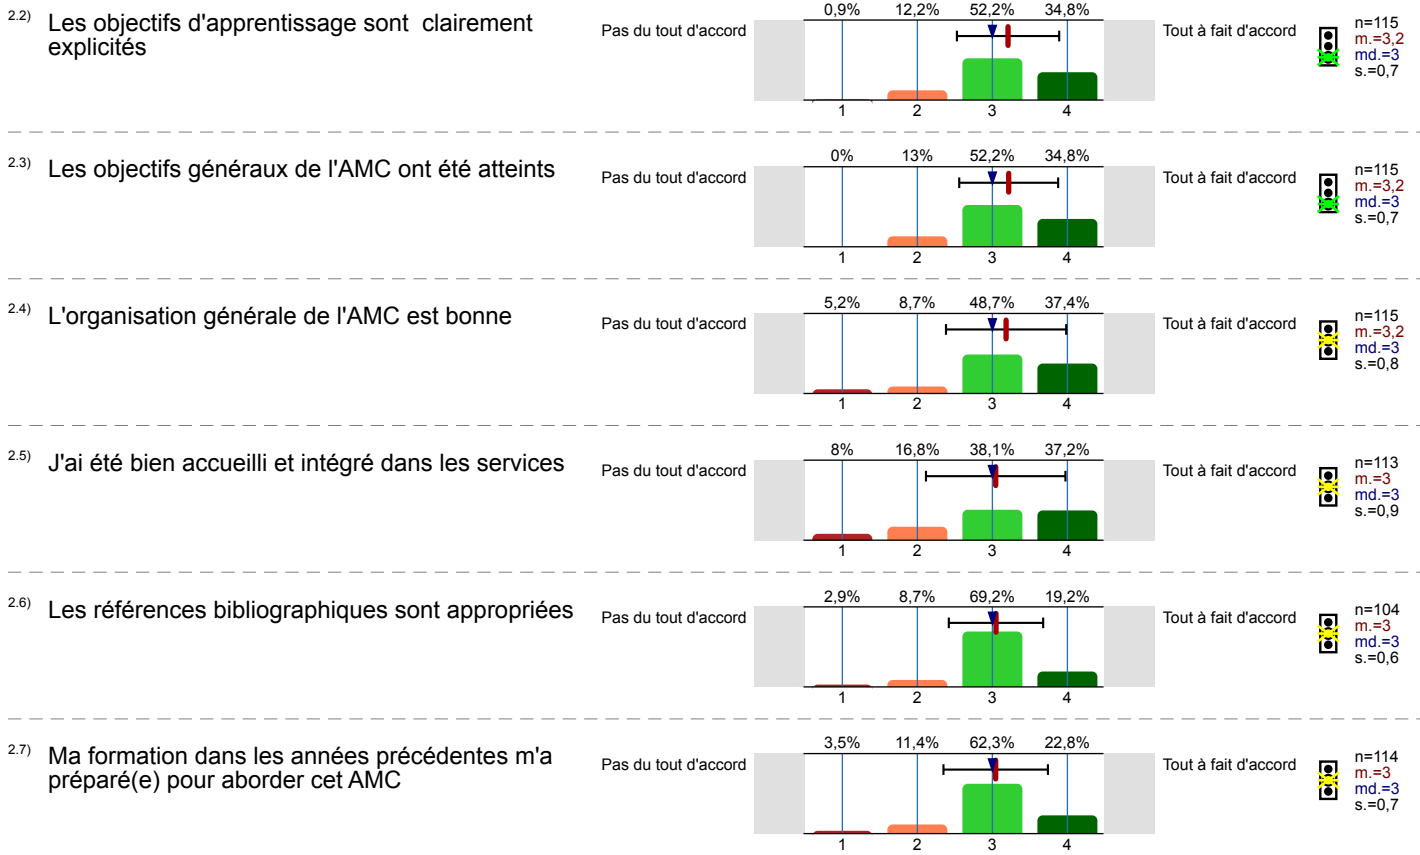 2.2) Les objectifs d'apprentissage sont clairement
explicités
Pas du tout d'accord
0,9% 12,2% 52,2% 34,8%
1 2 3 4
Tout à fait d'accord
n=115
m.=3,2
md.=3
s.=0,7
2.3) Les objectifs généraux de l'AMC ont été atteints
Pas du tout d'accord
0% 13% 52,2% 34,8%
1 2 3 4
Tout à fait d'accord
n=115
m.=3,2
md.=3
s.=0,7
2.4) L'organisation générale de l'AMC est bonne
Pas du tout d'accord
5,2% 8,7% 48,7% 37,4%
1 2 3 4
Tout à fait d'accord
n=115
m.=3,2
md.=3
s.=0,8
2.5) J'ai été bien accueilli et intégré dans les services
Pas du tout d'accord
8% 16,8% 38,1% 37,2%
1 2 3 4
Tout à fait d'accord
n=113
m.=3
md.=3
s.=0,9
2.6) Les références bibliographiques sont appropriées
Pas du tout d'accord
2,9% 8,7% 69,2% 19,2%
1 2 3 4
Tout à fait d'accord
n=104
m.=3
md.=3
s.=0,6
2.7) Ma formation dans les années précédentes m'a
préparé(e) pour aborder cet AMC
Pas du tout d'accord
3,5% 11,4% 62,3% 22,8%
1 2 3 4
Tout à fait d'accord
n=114
m.=3
md.=3
s.=0,7